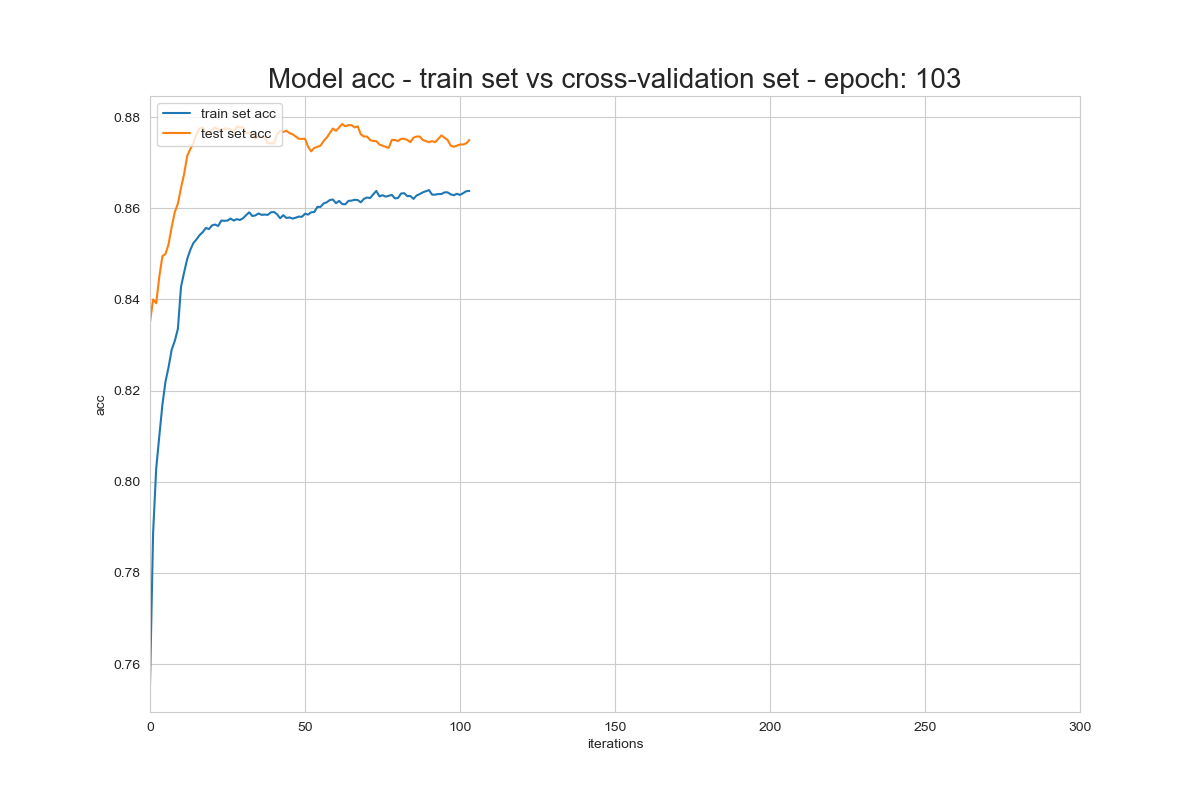 Model acc - train set vs cross-validation set - epoch: 103
train set acc
test set acc
0.88
0.86
0.84
0.82
0.80
0.78
0.76
acc
0 50 100 150 200 250 300
iterations